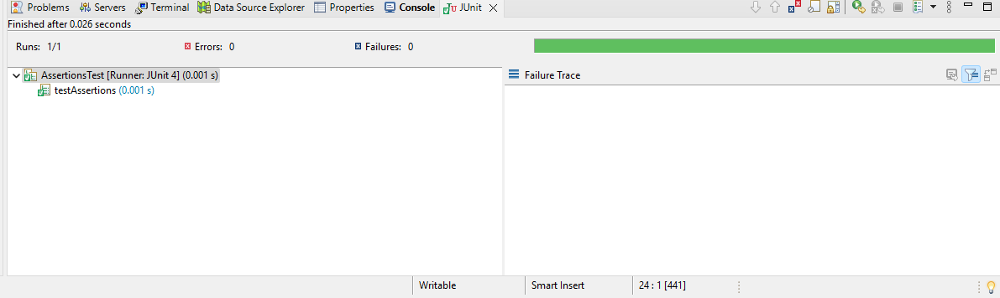 Problems Servers Terminal Data Source Explorer Properties Console JUnit
Finished after 0.026 seconds
Runs: 1/1 Errors: 0 Failures: 0
AssertionsTest [Runner: JUnit 4] (0.001 s)
Failure Trace
testAssertions (0.001 s)
Writable Smart Insert 24 : 1 [441]